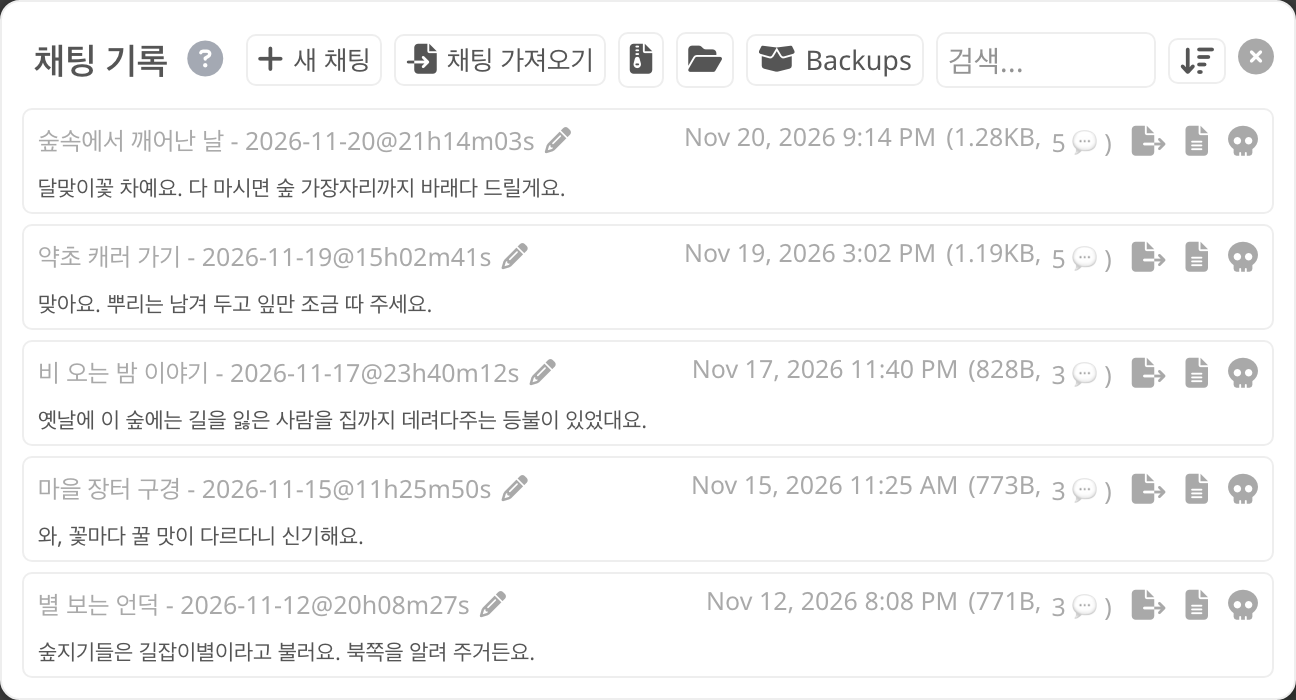 채팅 기록 ? 새 채팅 채팅 가져오기 Backups 검색...
숲속에서 깨어난 날 - 2026-11-20@21h14m03s Nov 20, 2026 9:14 PM (1.28KB, 5 )
달맞이꽃 차예요. 다 마시면 숲 가장자리까지 바래다 드릴게요.
약초 캐러 가기 - 2026-11-19@15h02m41s Nov 19, 2026 3:02 PM (1.19KB, 5 )
맞아요. 뿌리는 남겨 두고 잎만 조금 따 주세요.
비 오는 밤 이야기 - 2026-11-17@23h40m12s Nov 17, 2026 11:40 PM (828B, 3 )
옛날에 이 숲에는 길을 잃은 사람을 집까지 데려다주는 등불이 있었대요.
마을 장터 구경 - 2026-11-15@11h25m50s Nov 15, 2026 11:25 AM (773B, 3 )
와, 꽃마다 꿀 맛이 다르다니 신기해요.
별 보는 언덕 - 2026-11-12@20h08m27s Nov 12, 2026 8:08 PM (771B, 3 )
숲지기들은 길잡이별이라고 불러요. 북쪽을 알려 주거든요.